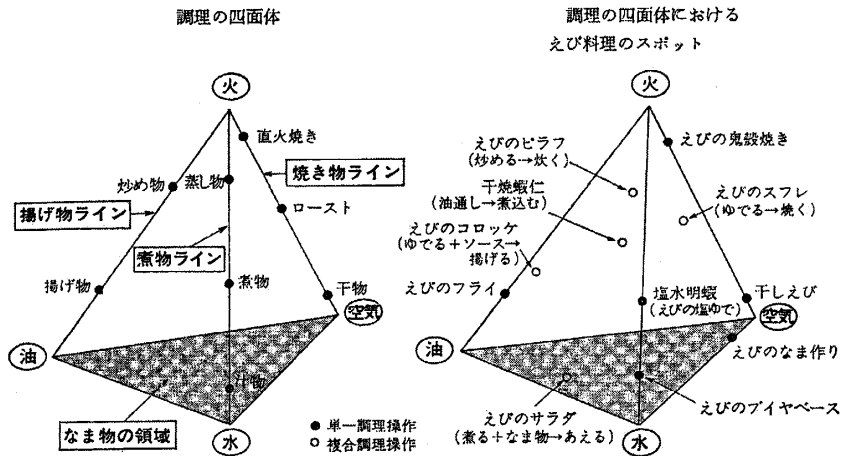 調理の四面体
火
直火焼き
焼き物ライン
炒め物
蒸し物
揚げ物ライン
ロースト
煮物ライン
揚げ物
煮物
干物
空気
油
汁物
なま物の領域
水
● 単一調理操作
○ 複合調理操作
調理の四面体における
えび料理のスポット
火
えびのピラフ
(炒める→炊く)
えびの鬼殻焼き
干焼蝦仁
(油通し→煮込む)
えびのスフレ
(ゆでる→焼く)
えびのコロッケ
(ゆでる+ソース→
揚げる)
えびのフライ
塩水明蝦
(えびの塩ゆで)
干しえび
空気
油
えびのなま作り
えびのブイヤベース
えびのサラダ
(煮る+なま物→あえる)
水